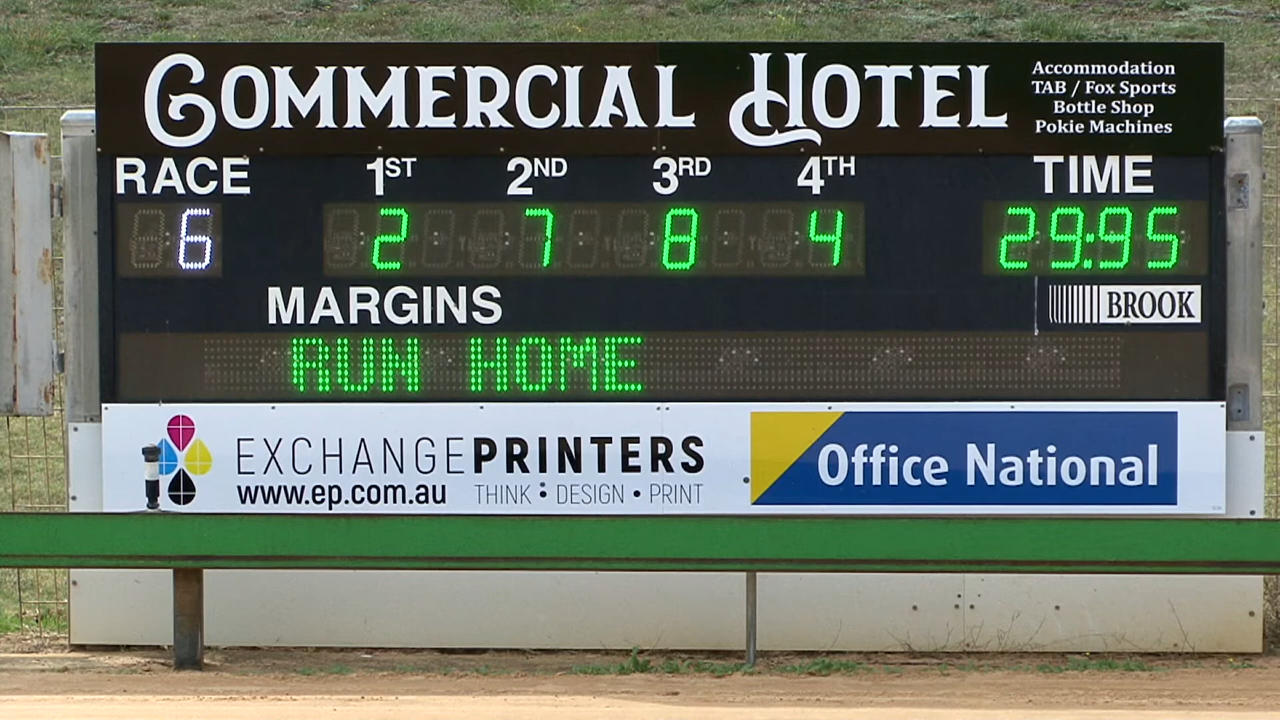 COMMERCIAL HOTEL
Accommodation
TAB / Fox Sports
Bottle Shop
Pokie Machines
RACE 1ST 2ND 3RD 4TH TIME
6 2 7 8 4 29:95
MARGINS
BROOK
RUN HOME
EXCHANGEPRINTERS
www.ep.com.au THINK • DESIGN • PRINT
Office National